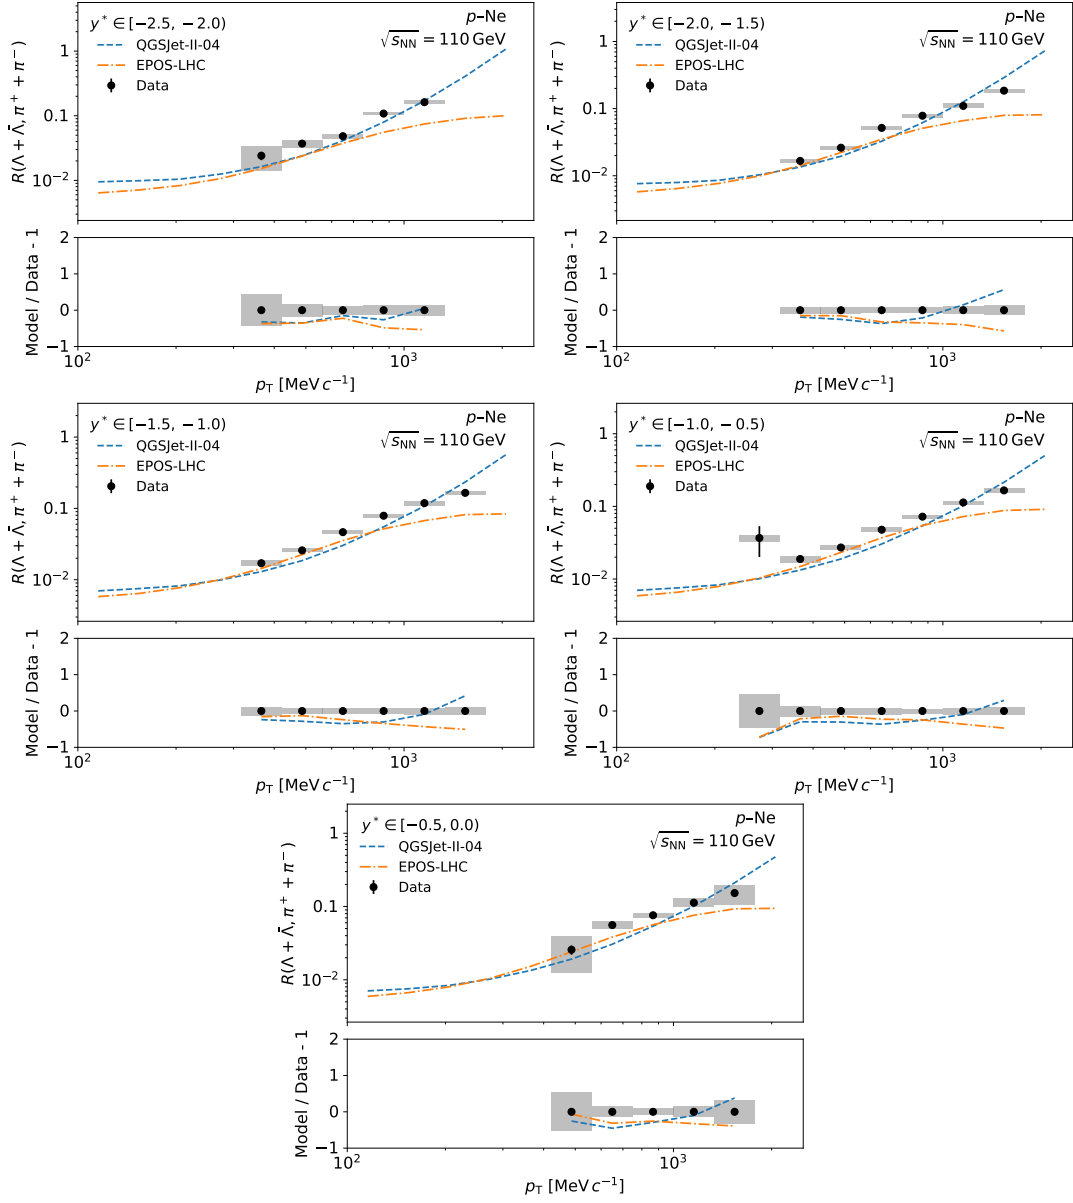 y* ∈ [−2.5, −2.0)
QGSJet-II-04
EPOS-LHC
Data
p–Ne
√sNN = 110 GeV
R(Λ + Λ̄, π⁺ + π⁻)
1
0.1
10⁻²
Model / Data - 1
2
1
0
−1
10²
10³
pT [MeV c⁻¹]
y* ∈ [−2.0, −1.5)
QGSJet-II-04
EPOS-LHC
Data
p–Ne
√sNN = 110 GeV
R(Λ + Λ̄, π⁺ + π⁻)
1
0.1
10⁻²
Model / Data - 1
2
1
0
−1
10²
10³
pT [MeV c⁻¹]
y* ∈ [−1.5, −1.0)
QGSJet-II-04
EPOS-LHC
Data
p–Ne
√sNN = 110 GeV
R(Λ + Λ̄, π⁺ + π⁻)
1
0.1
10⁻²
Model / Data - 1
2
1
0
−1
10²
10³
pT [MeV c⁻¹]
y* ∈ [−1.0, −0.5)
QGSJet-II-04
EPOS-LHC
Data
p–Ne
√sNN = 110 GeV
R(Λ + Λ̄, π⁺ + π⁻)
1
0.1
10⁻²
Model / Data - 1
2
1
0
−1
10²
10³
pT [MeV c⁻¹]
y* ∈ [−0.5, 0.0)
QGSJet-II-04
EPOS-LHC
Data
p–Ne
√sNN = 110 GeV
R(Λ + Λ̄, π⁺ + π⁻)
1
0.1
10⁻²
Model / Data - 1
2
1
0
−1
10²
10³
pT [MeV c⁻¹]